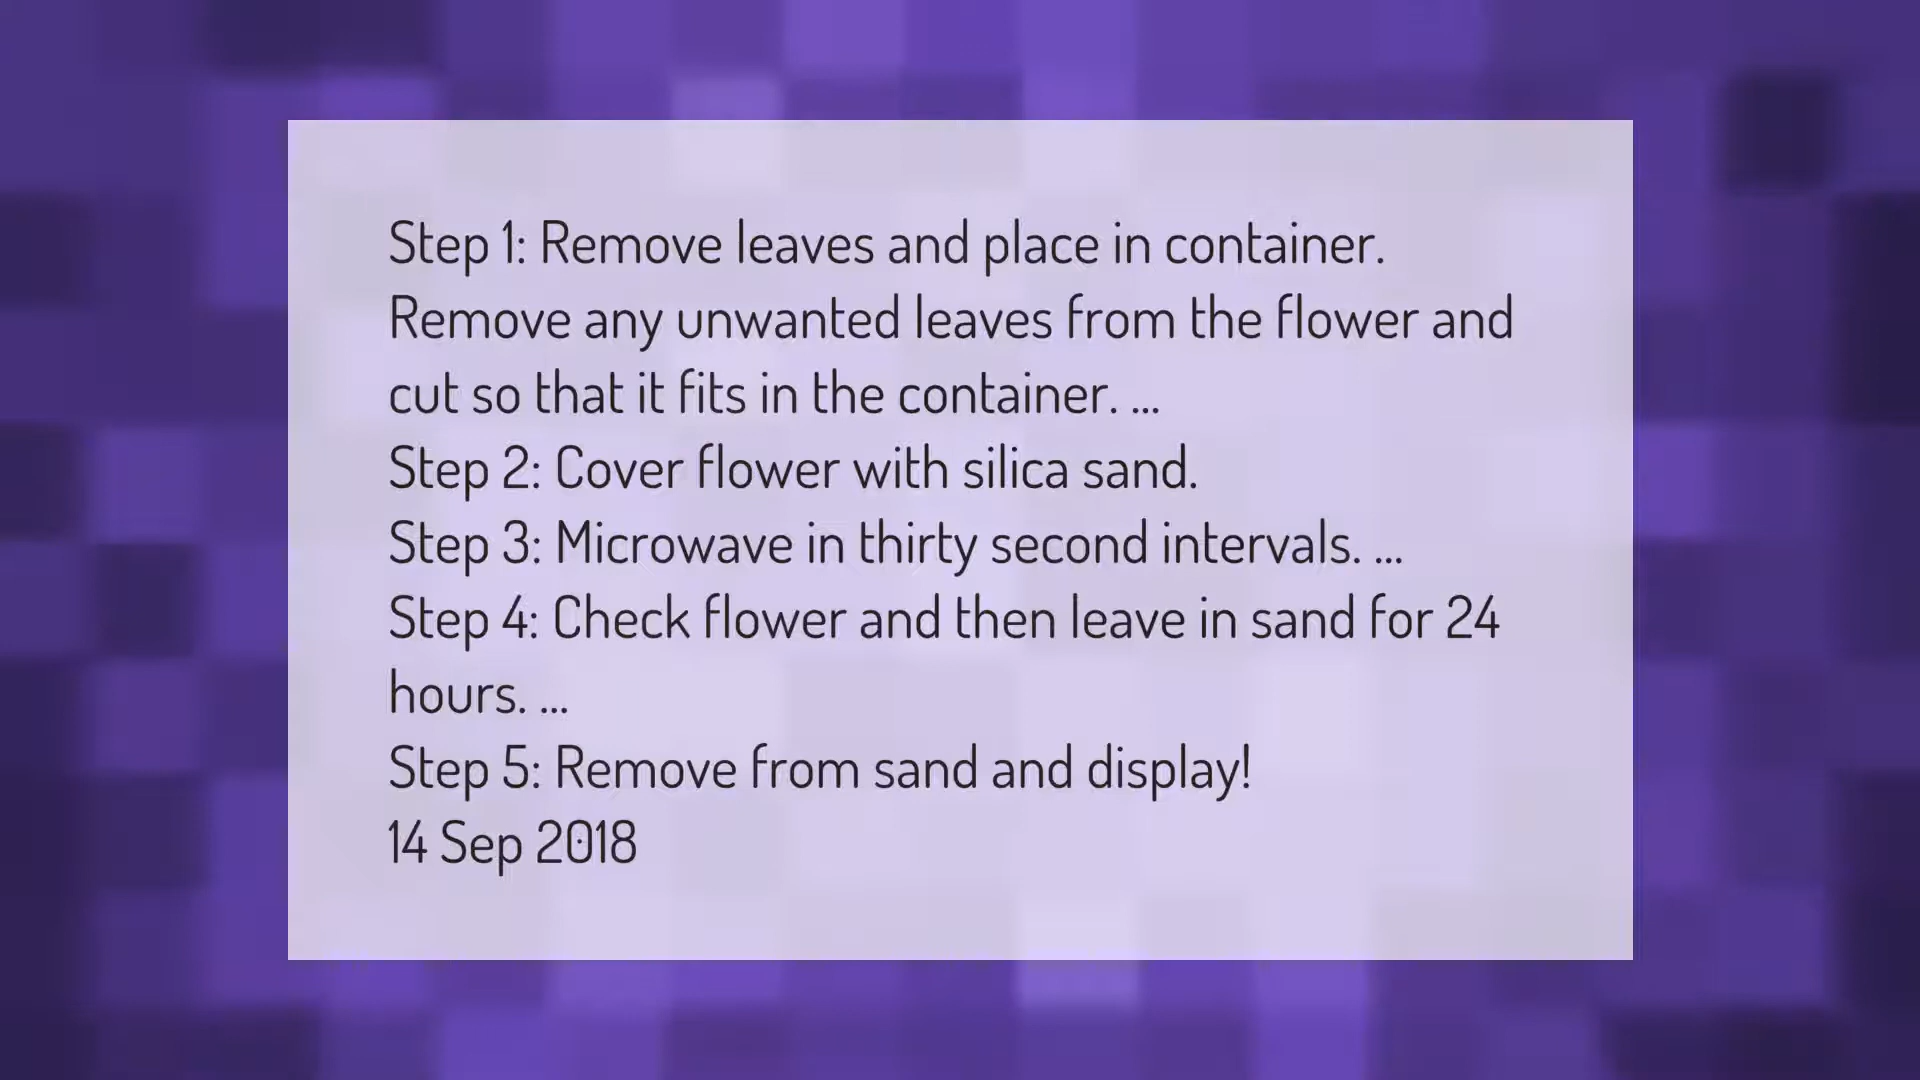 Step 1: Remove leaves and place in container.
Remove any unwanted leaves from the flower and
cut so that it fits in the container. ...
Step 2: Cover flower with silica sand.
Step 3: Microwave in thirty second intervals. ...
Step 4: Check flower and then leave in sand for 24
hours. ...
Step 5: Remove from sand and display!
14 Sep 2018